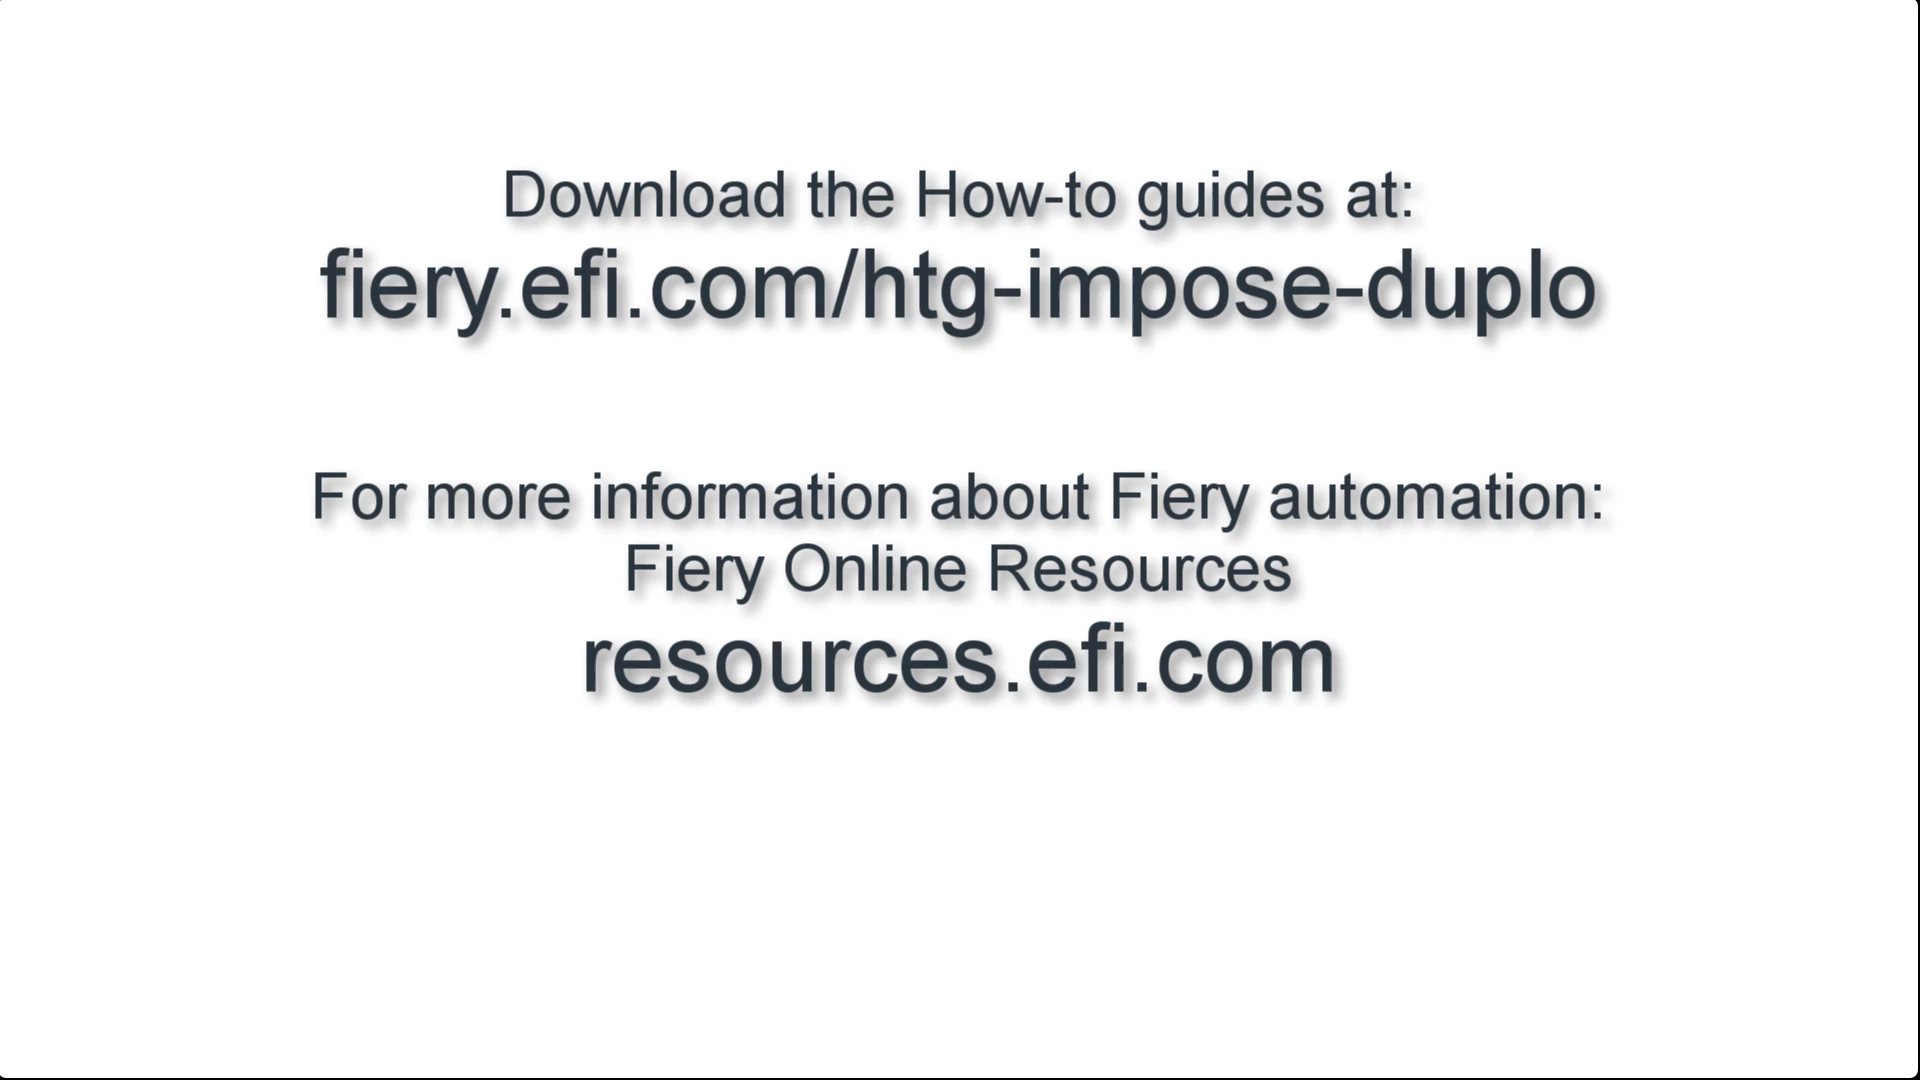 Download the How-to guides at:
fiery.efi.com/htg-impose-duplo
For more information about Fiery automation:
Fiery Online Resources
resources.efi.com